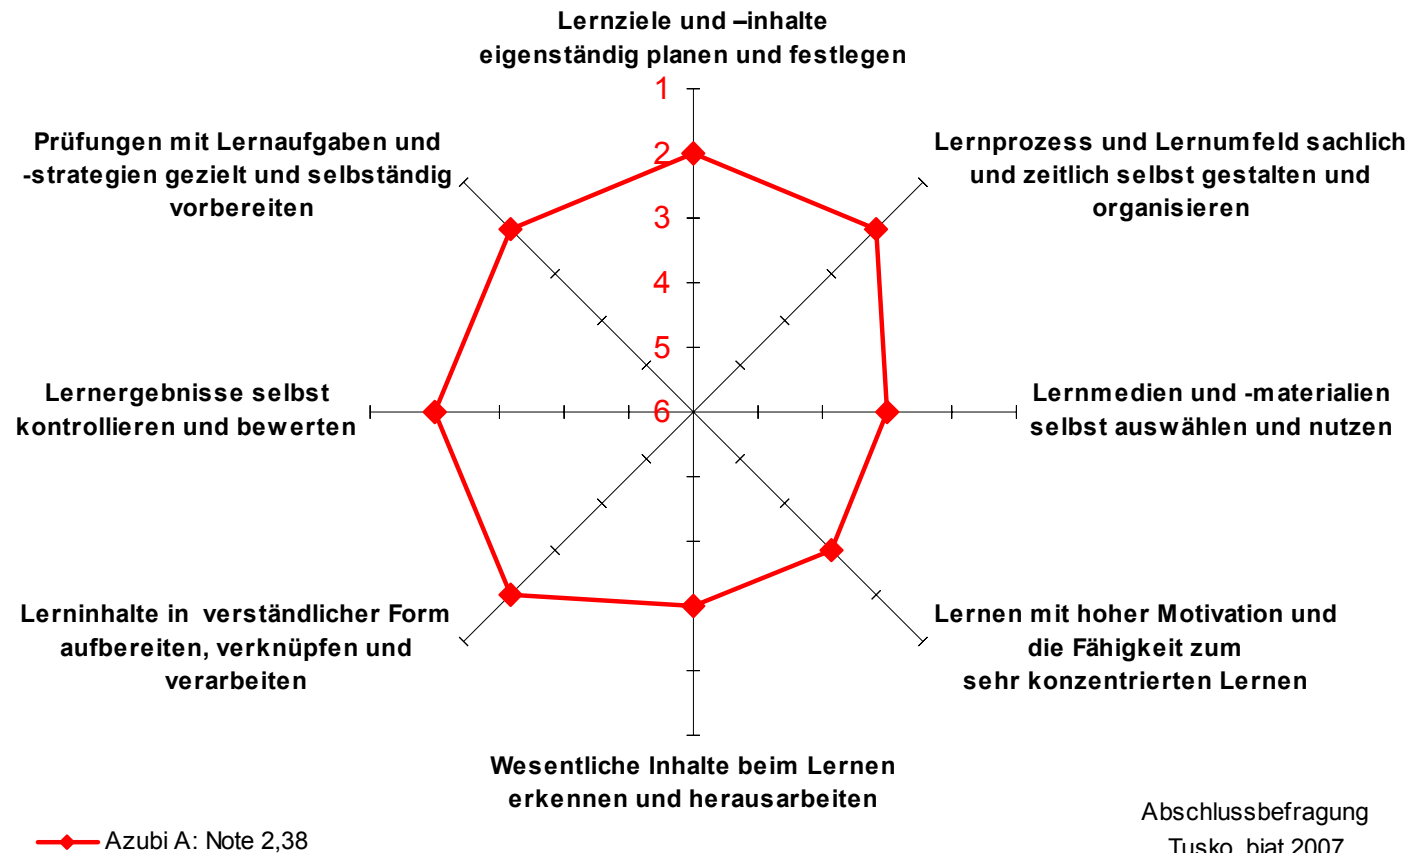 Lernziele und –inhalte
eigenständig planen und festlegen
1
2
3
4
5
6
Lernprozess und Lernumfeld sachlich
und zeitlich selbst gestalten und
organisieren
Lernmedien und -materialien
selbst auswählen und nutzen
Lernen mit hoher Motivation und
die Fähigkeit zum
sehr konzentrierten Lernen
Wesentliche Inhalte beim Lernen
erkennen und herausarbeiten
Lerninhalte in verständlicher Form
aufbereiten, verknüpfen und
verarbeiten
Lernergebnisse selbst
kontrollieren und bewerten
Prüfungen mit Lernaufgaben und
-strategien gezielt und selbständig
vorbereiten
Azubi A: Note 2,38
Abschlussbefragung
Tusko, biat 2007